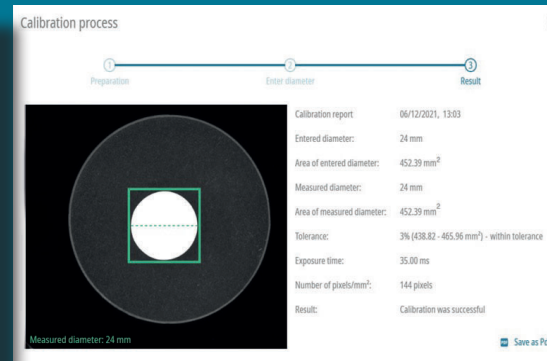 Calibration process
1 2 3
Preparation Enter diameter Result
Calibration report 06/12/2021, 13:03
Entered diameter: 24 mm
Area of entered diameter: 452.39 mm²
Measured diameter: 24 mm
Area of measured diameter: 452.39 mm²
Tolerance: 3% (438.82 - 465.96 mm²) - within tolerance
Exposure time: 35.00 ms
Number of pixels/mm²: 144 pixels
Result: Calibration was successful
Measured diameter: 24 mm
Save as